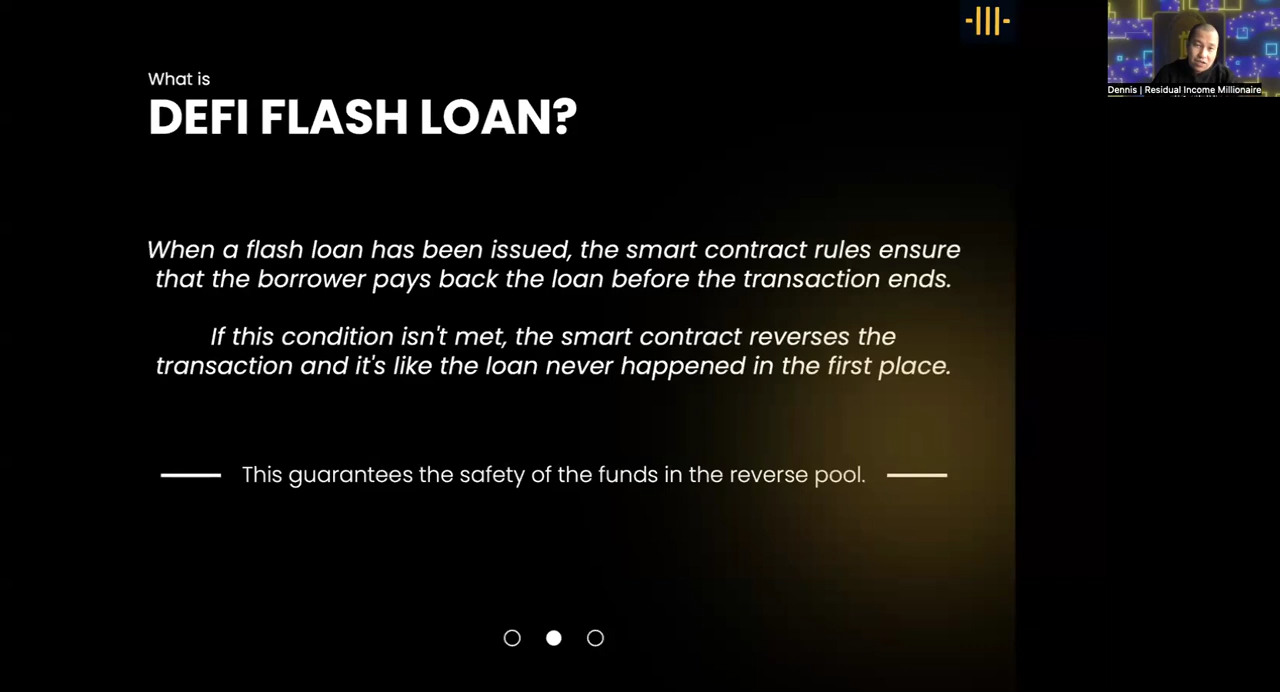 What is
DEFI FLASH LOAN?
When a flash loan has been issued, the smart contract rules ensure
that the borrower pays back the loan before the transaction ends.
If this condition isn't met, the smart contract reverses the
transaction and it's like the loan never happened in the first place.
This guarantees the safety of the funds in the reverse pool.
Dennis | Residual Income Millionaire